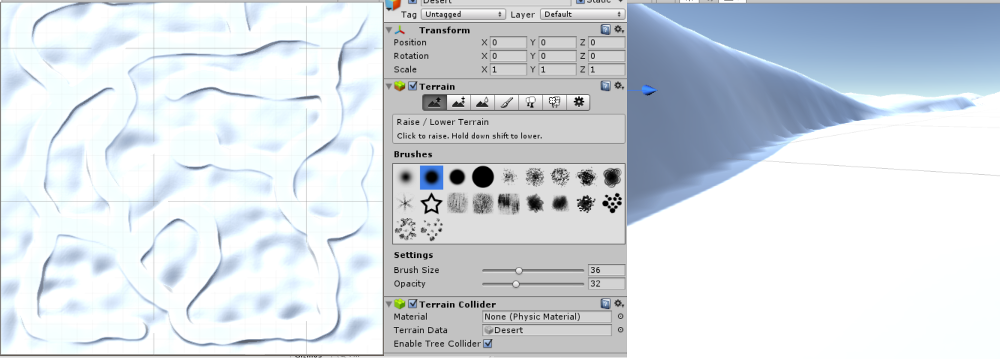 Desert
Static
Tag Untagged Layer Default
Transform
Position X 0 Y 0 Z 0
Rotation X 0 Y 0 Z 0
Scale X 1 Y 1 Z 1
Terrain
Raise / Lower Terrain
Click to raise. Hold down shift to lower.
Brushes
Settings
Brush Size 36
Opacity 32
Terrain Collider
Material None (Physic Material)
Terrain Data Desert
Enable Tree Collider